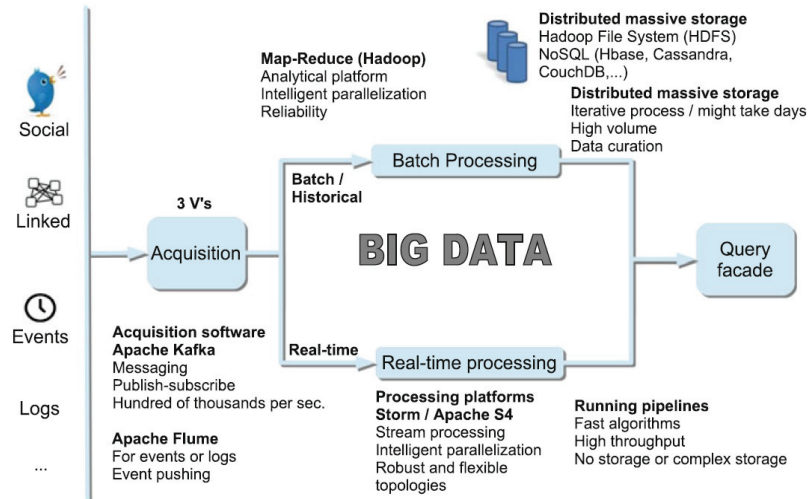 Social
Linked
Events
Logs
...
3 V's
Acquisition
Acquisition software
Apache Kafka
Messaging
Publish-subscribe
Hundred of thousands per sec.
Apache Flume
For events or logs
Event pushing
Map-Reduce (Hadoop)
Analytical platform
Intelligent parallelization
Reliability
Batch /
Historical
Batch Processing
Distributed massive storage
Hadoop File System (HDFS)
NoSQL (Hbase, Cassandra,
CouchDB,...)
Distributed massive storage
Iterative process / might take days
High volume
Data curation
BIG DATA
Query
facade
Real-time
Real-time processing
Processing platforms
Storm / Apache S4
Stream processing
Intelligent parallelization
Robust and flexible
topologies
Running pipelines
Fast algorithms
High throughput
No storage or complex storage